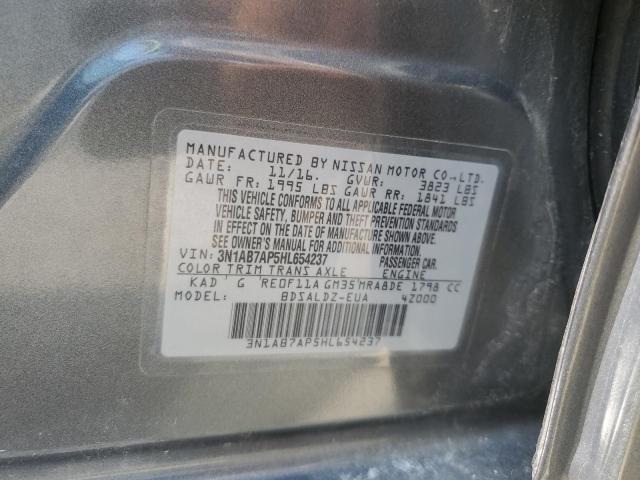 MANUFACTURED BY NISSAN MOTOR CO.,LTD.
DATE: 11/16. GVWR: 3823 LBS
GAWR FR: 1995 LBS GAWR RR: 1841 LBS
THIS VEHICLE CONFORMS TO ALL APPLICABLE FEDERAL MOTOR
VEHICLE SAFETY, BUMPER AND THEFT PREVENTION STANDARDS
IN EFFECT ON THE DATE OF MANUFACTURE SHOWN ABOVE.
SEE OWNER'S MANUAL FOR ADDITIONAL INFORMATION.
VIN: 3N1AB7AP5HL654237 PASSENGER CAR.
COLOR TRIM TRANS AXLE ENGINE
KAD G RE0F11A GM35 MRA8DE 1798 CC
MODEL: BDSALDZ-EUA 4Z000
3N1AB7AP5HL654237